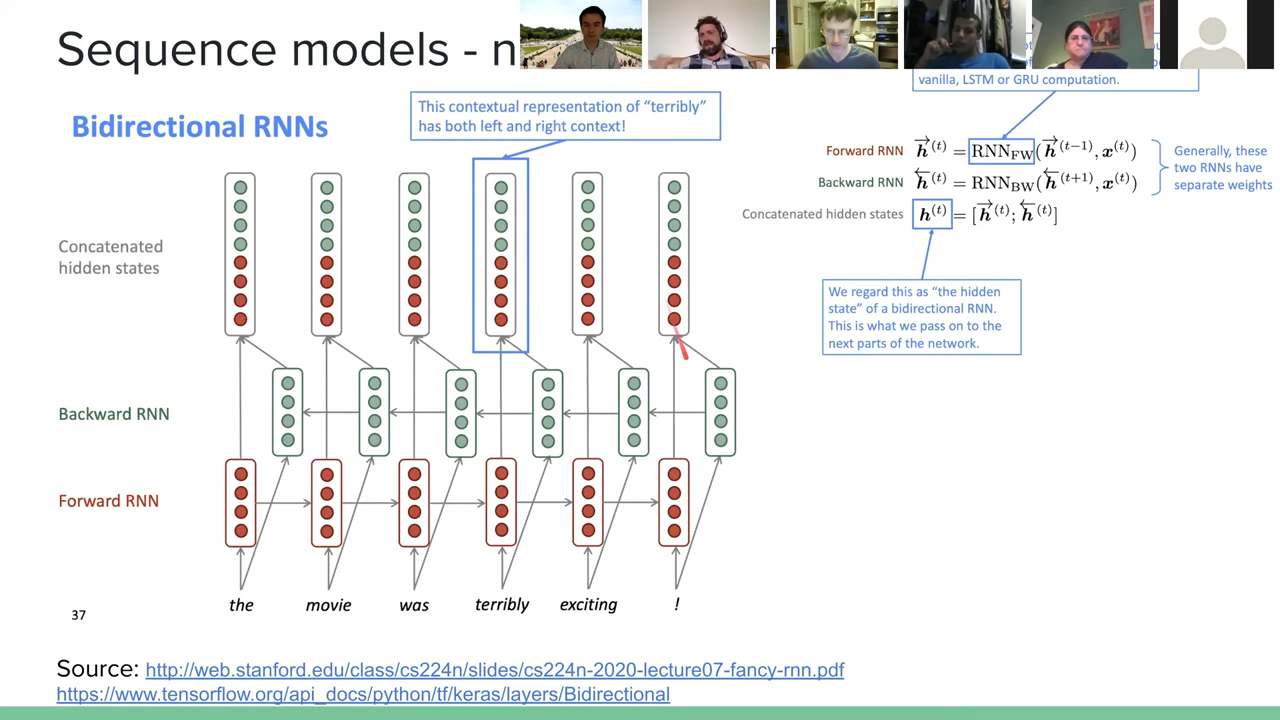 Sequence models - n
This contextual representation of “terribly”
has both left and right context!
vanilla, LSTM or GRU computation.
Bidirectional RNNs
Forward RNN h⃗^(t) = RNN_FW(h⃗^(t−1), x^(t))
Backward RNN h⃖^(t) = RNN_BW(h⃖^(t+1), x^(t))
Concatenated hidden states h^(t) = [h⃗^(t); h⃖^(t)]
Generally, these
two RNNs have
separate weights
Concatenated
hidden states
We regard this as “the hidden
state” of a bidirectional RNN.
This is what we pass on to the
next parts of the network.
Backward RNN
Forward RNN
the movie was terribly exciting !
37
Source: http://web.stanford.edu/class/cs224n/slides/cs224n-2020-lecture07-fancy-rnn.pdf
https://www.tensorflow.org/api_docs/python/tf/keras/layers/Bidirectional